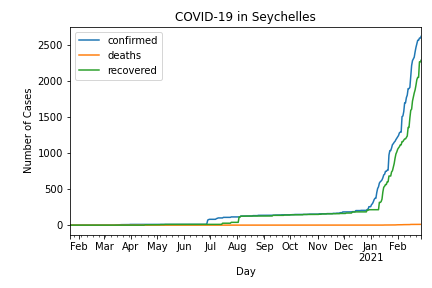 COVID-19 in Seychelles
confirmed
deaths
recovered
Number of Cases
2500
2000
1500
1000
500
0
Feb Mar Apr May Jun Jul Aug Sep Oct Nov Dec Jan Feb
2021
Day